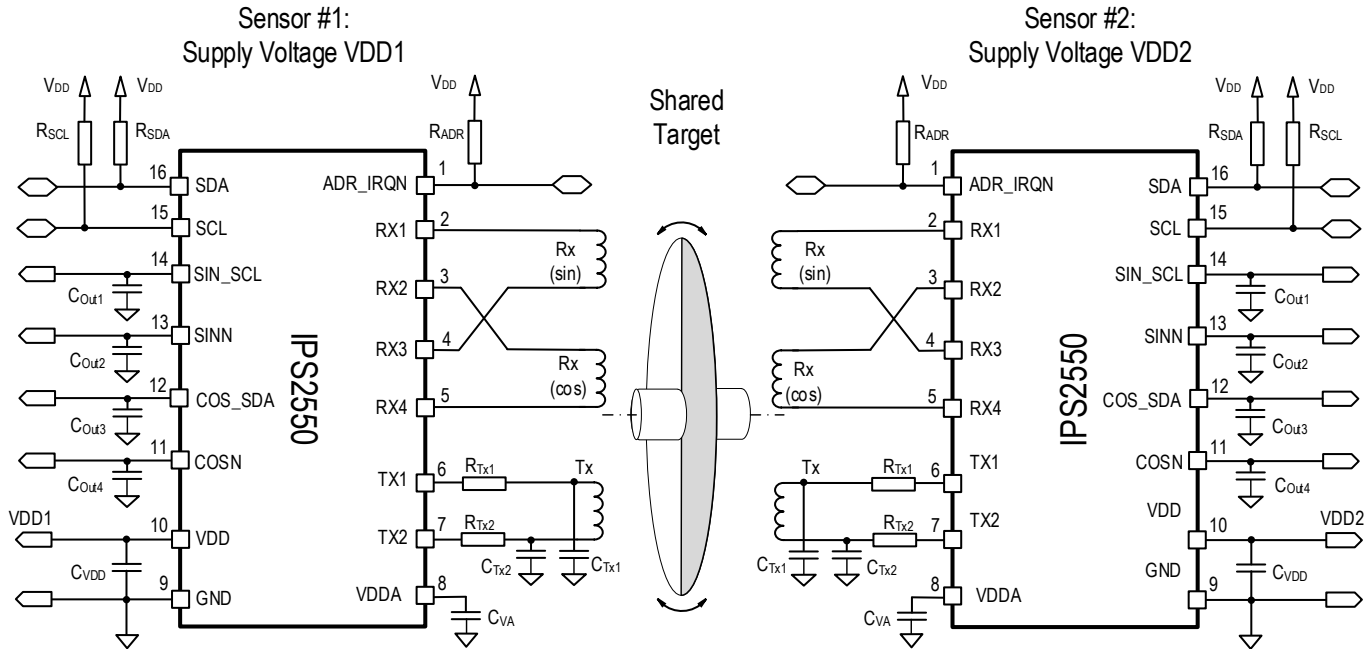 Sensor #1:
Supply Voltage VDD1
Sensor #2:
Supply Voltage VDD2
Shared
Target
VDD
VDD
VDD
RSCL
RSDA
RADR
16
SDA
15
SCL
14
SIN_SCL
COut1
13
SINN
COut2
12
COS_SDA
COut3
11
COSN
COut4
VDD1
10
VDD
CVDD
9
GND
IPS2550
1
ADR_IRQN
2
RX1
3
RX2
4
RX3
5
RX4
6
TX1
7
TX2
8
VDDA
Rx
(sin)
Rx
(cos)
RTx1
Tx
RTx2
CTx2
CTx1
CVA
VDD
VDD
VDD
RADR
RSDA
RSCL
1
ADR_IRQN
2
RX1
3
RX2
4
RX3
5
RX4
6
TX1
7
TX2
8
VDDA
Rx
(sin)
Rx
(cos)
Tx
RTx1
RTx2
CTx1
CTx2
CVA
IPS2550
16
SDA
15
SCL
14
SIN_SCL
COut1
13
SINN
COut2
12
COS_SDA
COut3
11
COSN
COut4
VDD
10
VDD2
GND
CVDD
9